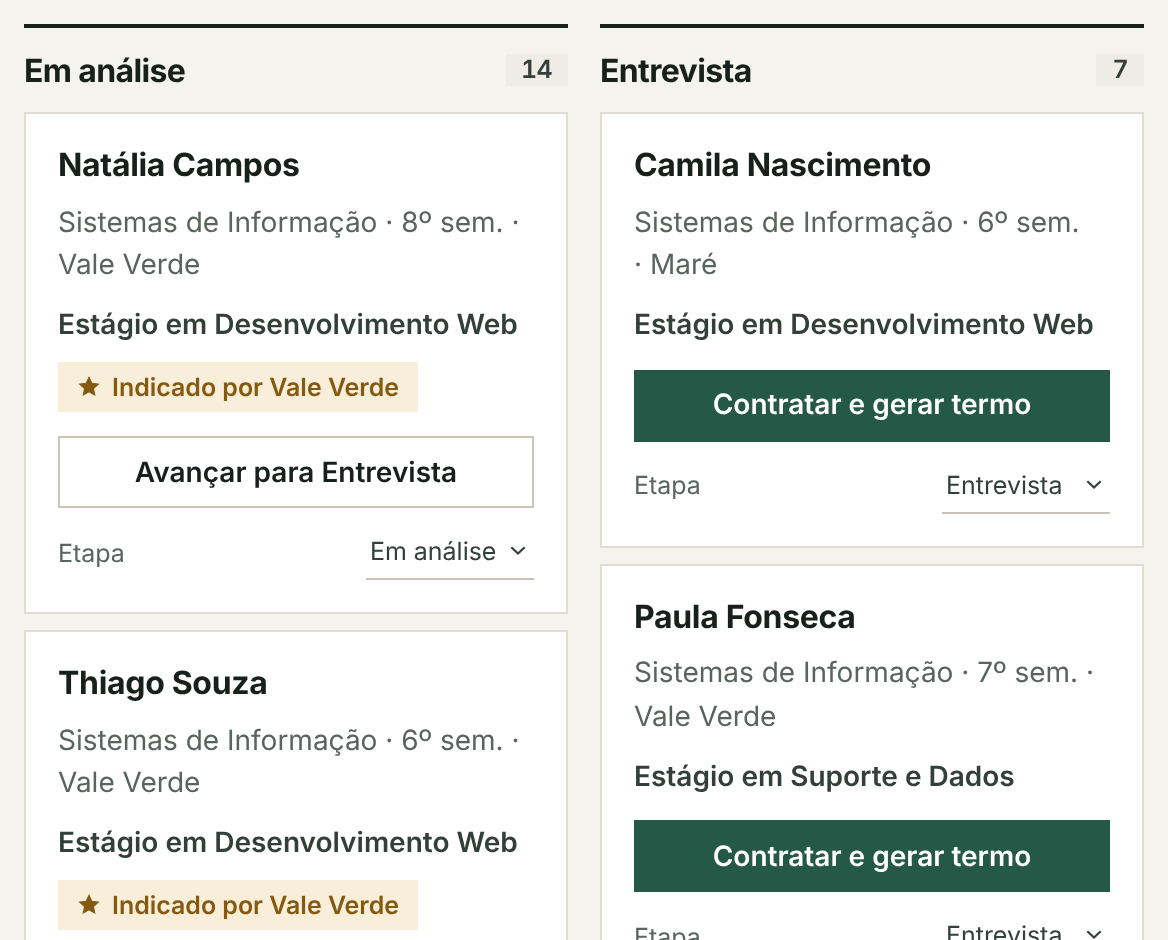 Em análise
14
Natália Campos
Sistemas de Informação · 8º sem. ·
Vale Verde
Estágio em Desenvolvimento Web
Indicado por Vale Verde
Avançar para Entrevista
Etapa
Em análise
Thiago Souza
Sistemas de Informação · 6º sem. ·
Vale Verde
Estágio em Desenvolvimento Web
Indicado por Vale Verde
Entrevista
7
Camila Nascimento
Sistemas de Informação · 6º sem.
· Maré
Estágio em Desenvolvimento Web
Contratar e gerar termo
Etapa
Entrevista
Paula Fonseca
Sistemas de Informação · 7º sem. ·
Vale Verde
Estágio em Suporte e Dados
Contratar e gerar termo
Etapa
Entrevista